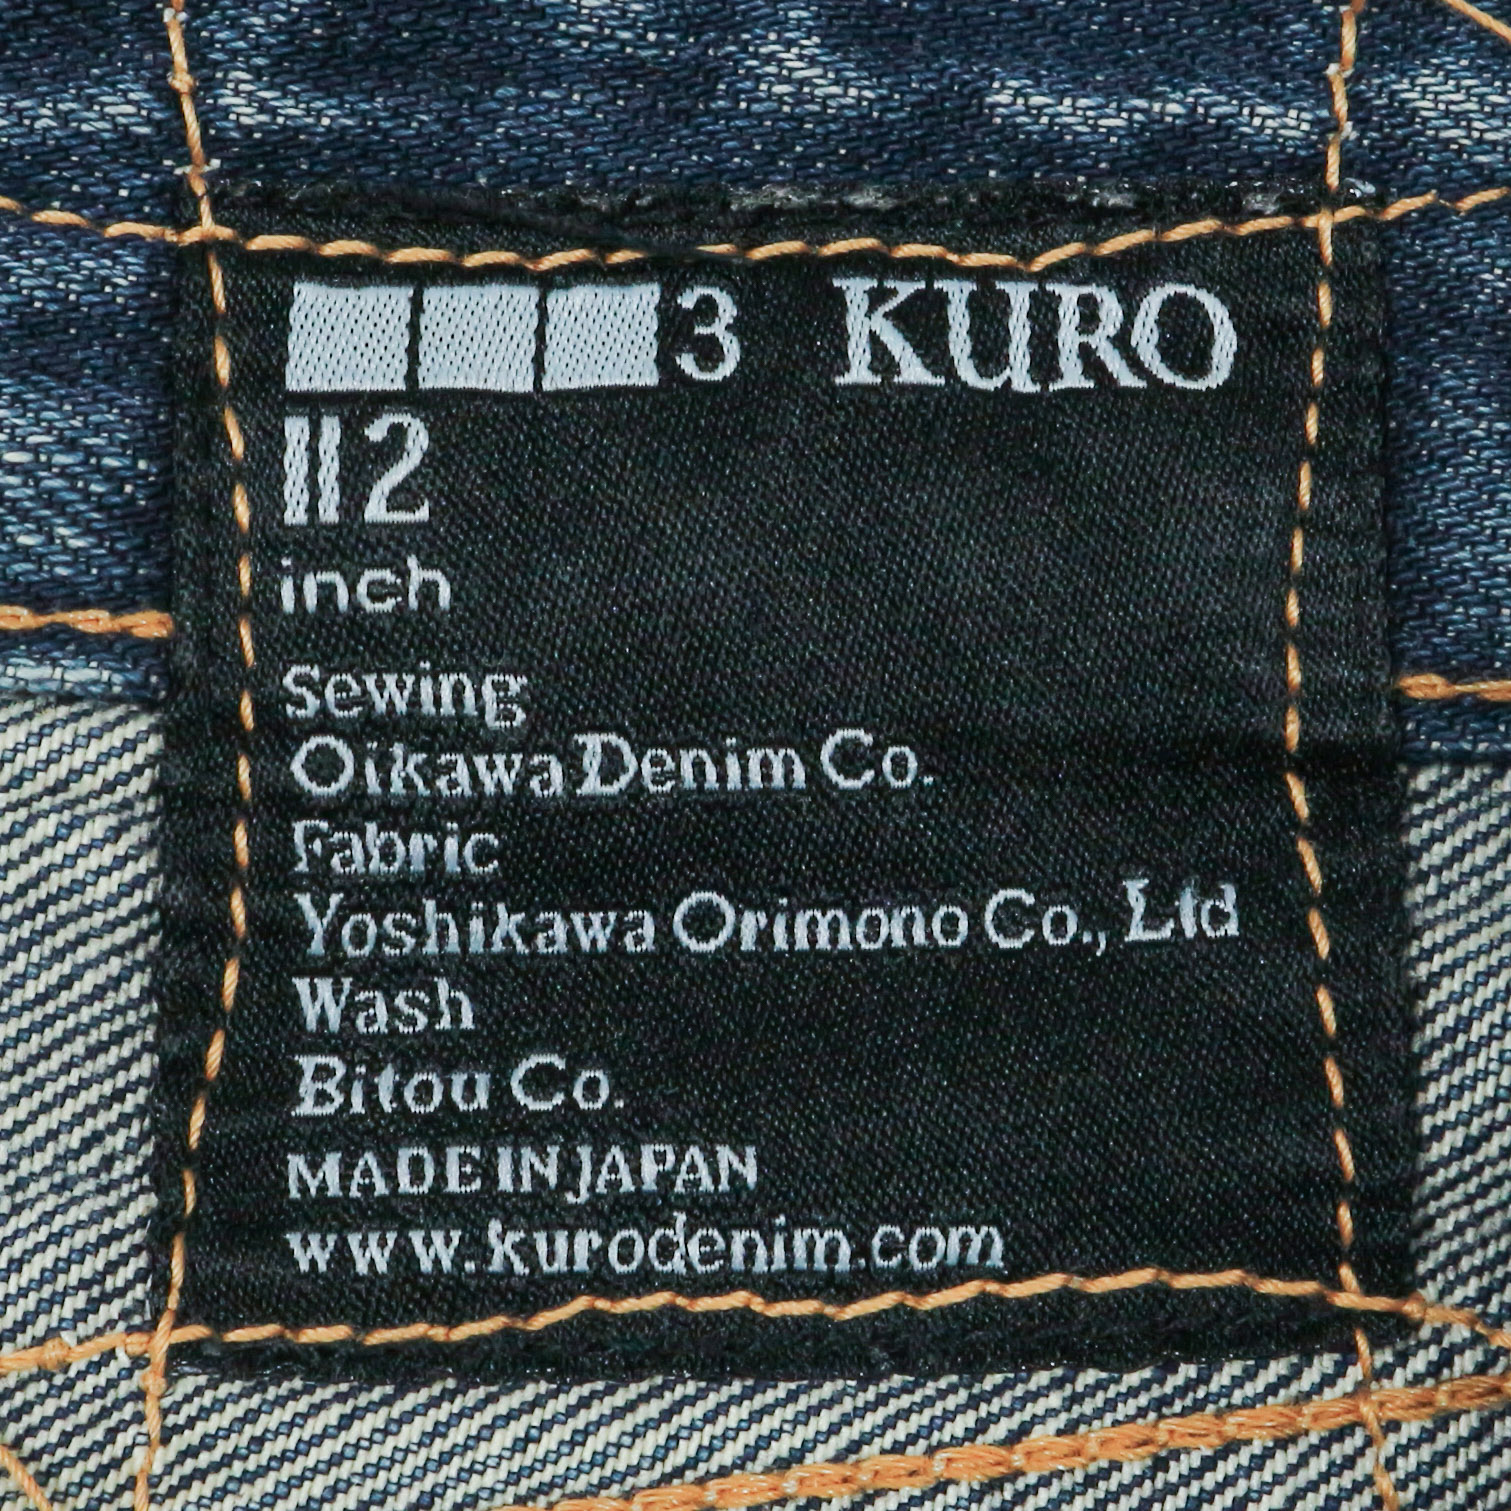 3 KURO
2
inch
Sewing
Oikawa Denim Co.
Fabric
Yoshikawa Orimono Co., Ltd
Wash
Bitou Co.
MADE IN JAPAN
www.kurodenim.com